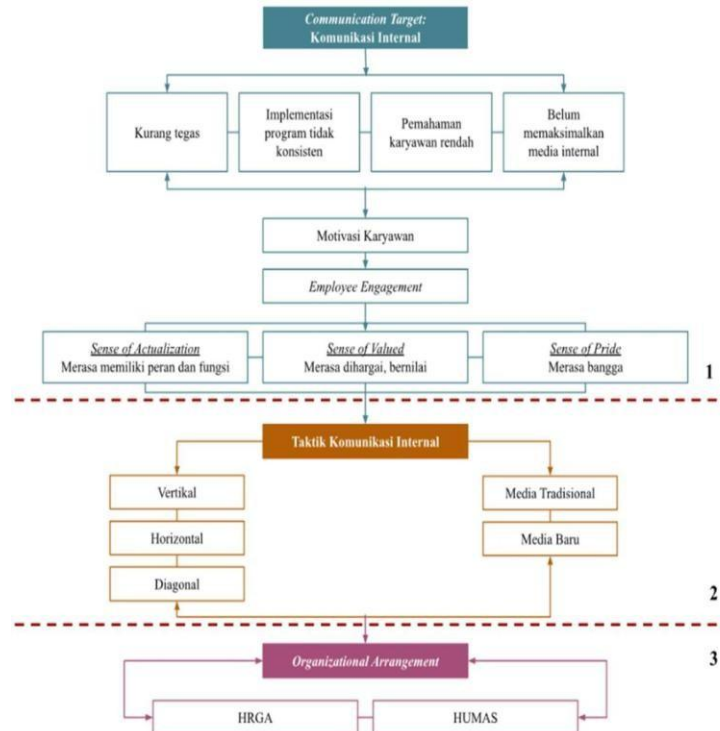 Communication Target:
Komunikasi Internal
Kurang tegas
Implementasi
program tidak
konsisten
Pemahaman
karyawan rendah
Belum
memaksimalkan
media internal
Motivasi Karyawan
Employee Engagement
Sense of Actualization
Merasa memiliki peran dan fungsi
Sense of Valued
Merasa dihargai, bernilai
Sense of Pride
Merasa bangga
1
Taktik Komunikasi Internal
Vertikal
Horizontal
Diagonal
Media Tradisional
Media Baru
2
Organizational Arrangement
3
HRGA
HUMAS